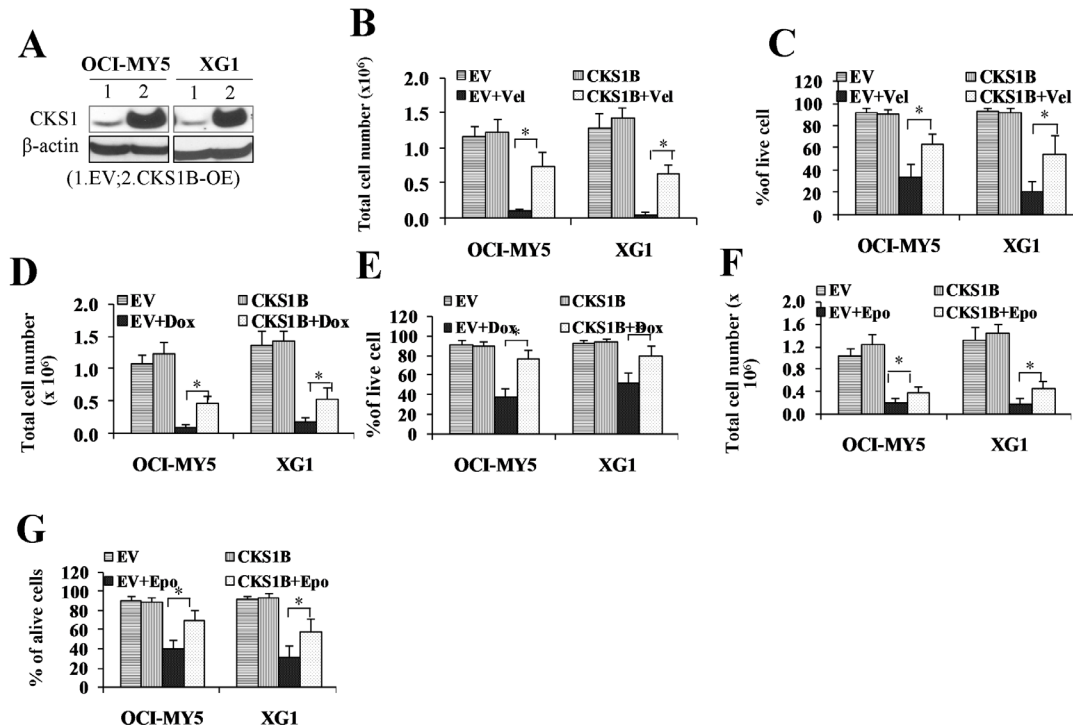 A
OCI-MY5 XG1
1 2 1 2
CKS1
β-actin
(1.EV;2.CKS1B-OE)
B
EV CKS1B
EV+Vel CKS1B+Vel
Total cell number (x10⁶)
2.0
1.5
1.0
0.5
0.0
* *
OCI-MY5 XG1
C
EV CKS1B
EV+Vel CKS1B+Vel
%of live cell
120
100
80
60
40
20
0
* *
OCI-MY5 XG1
D
EV CKS1B
EV+Dox CKS1B+Dox
Total cell number
(x 10⁶)
2.0
1.5
1.0
0.5
0.0
* *
OCI-MY5 XG1
E
EV CKS1B
EV+Dox CKS1B+Dox
%of live cell
120
100
80
60
40
20
0
*
OCI-MY5 XG1
F
EV CKS1B
EV+Epo CKS1B+Epo
Total cell number (x
10⁶)
2.0
1.6
1.2
0.8
0.4
0.0
* *
OCI-MY5 XG1
G
EV CKS1B
EV+Epo CKS1B+Epo
% of alive cells
120
100
80
60
40
20
0
* *
OCI-MY5 XG1